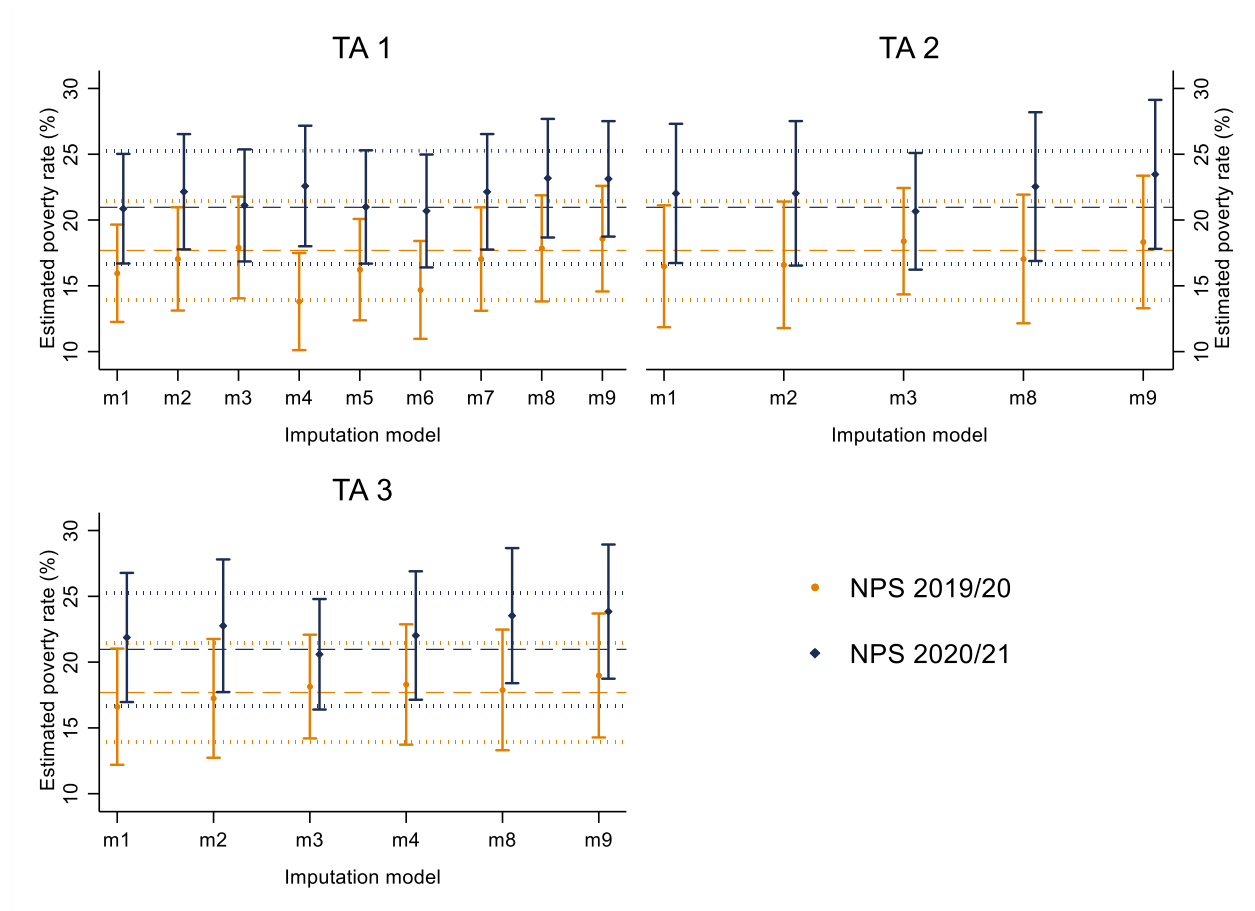 TA 1
Estimated poverty rate (%)
30
25
20
15
10
m1 m2 m3 m4 m5 m6 m7 m8 m9
Imputation model
TA 2
30
25
20
15
10
Estimated poverty rate (%)
m1 m2 m3 m8 m9
Imputation model
TA 3
Estimated poverty rate (%)
30
25
20
15
10
m1 m2 m3 m4 m8 m9
Imputation model
NPS 2019/20
NPS 2020/21